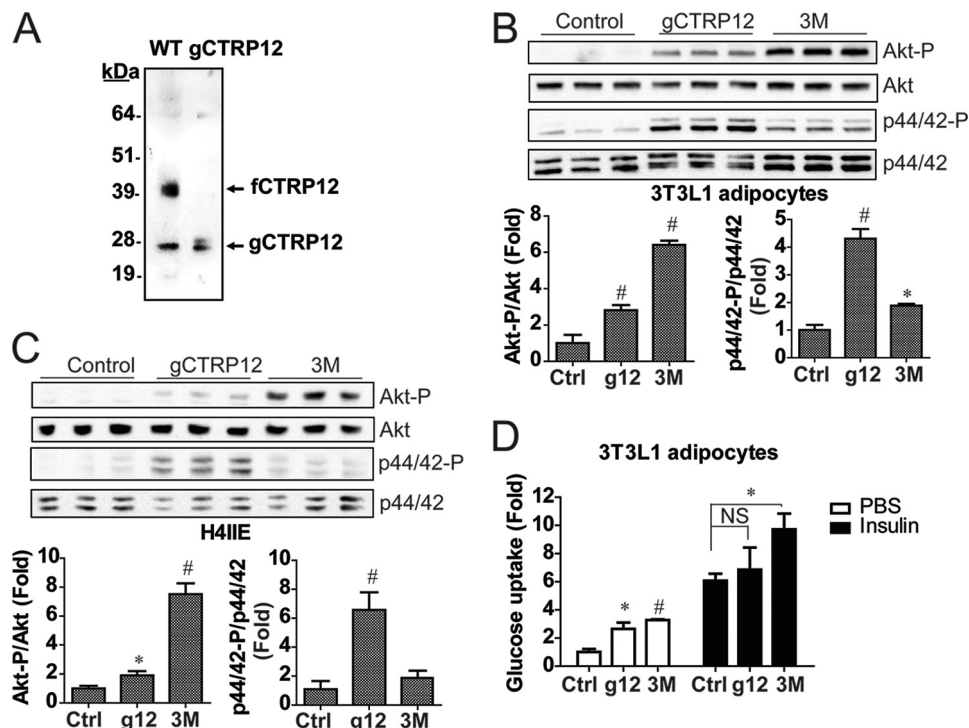 A
WT gCTRP12
kDa
64-
51-
39-
28-
19-
fCTRP12
gCTRP12
B
Control gCTRP12 3M
Akt-P
Akt
p44/42-P
p44/42
3T3L1 adipocytes
Akt-P/Akt (Fold)
8
6
4
2
0
#
#
Ctrl g12 3M
p44/42-P/p44/42
(Fold)
5
4
3
2
1
0
#
*
Ctrl g12 3M
C
Control gCTRP12 3M
Akt-P
Akt
p44/42-P
p44/42
H4IIE
Akt-P/Akt (Fold)
10
8
6
4
2
0
*
#
Ctrl g12 3M
p44/42-P/p44/42
(Fold)
10
8
6
4
2
0
#
Ctrl g12 3M
D
3T3L1 adipocytes
Glucose uptake (Fold)
12
10
8
6
4
2
0
*
#
*
NS
PBS
Insulin
Ctrl g12 3M Ctrl g12 3M